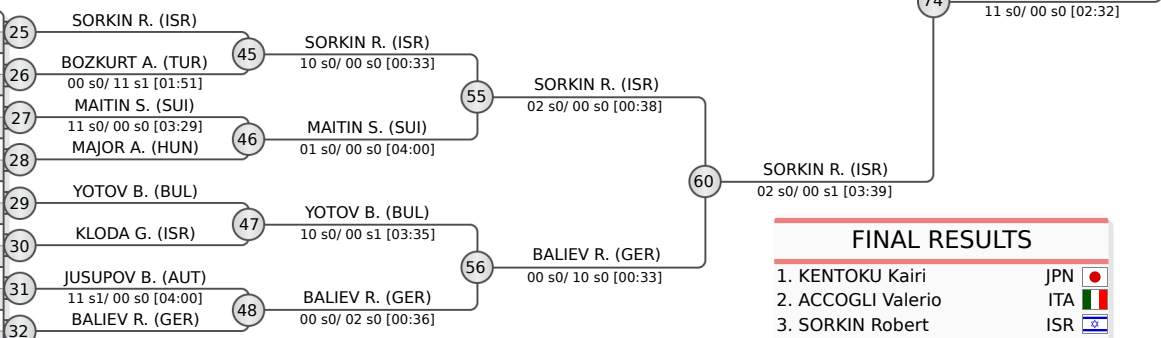 74
11 s0/ 00 s0 [02:32]
25
SORKIN R. (ISR)
26
BOZKURT A. (TUR)
00 s0/ 11 s1 [01:51]
27
MAITIN S. (SUI)
11 s0/ 00 s0 [03:29]
28
MAJOR A. (HUN)
29
YOTOV B. (BUL)
30
KLODA G. (ISR)
31
JUSUPOV B. (AUT)
11 s1/ 00 s0 [04:00]
32
BALIEV R. (GER)
45
SORKIN R. (ISR)
10 s0/ 00 s0 [00:33]
46
MAITIN S. (SUI)
01 s0/ 00 s0 [04:00]
47
YOTOV B. (BUL)
10 s0/ 00 s1 [03:35]
48
BALIEV R. (GER)
00 s0/ 02 s0 [00:36]
55
SORKIN R. (ISR)
02 s0/ 00 s0 [00:38]
56
BALIEV R. (GER)
00 s0/ 10 s0 [00:33]
60
SORKIN R. (ISR)
02 s0/ 00 s1 [03:39]
FINAL RESULTS
1. KENTOKU Kairi JPN
2. ACCOGLI Valerio ITA
3. SORKIN Robert ISR